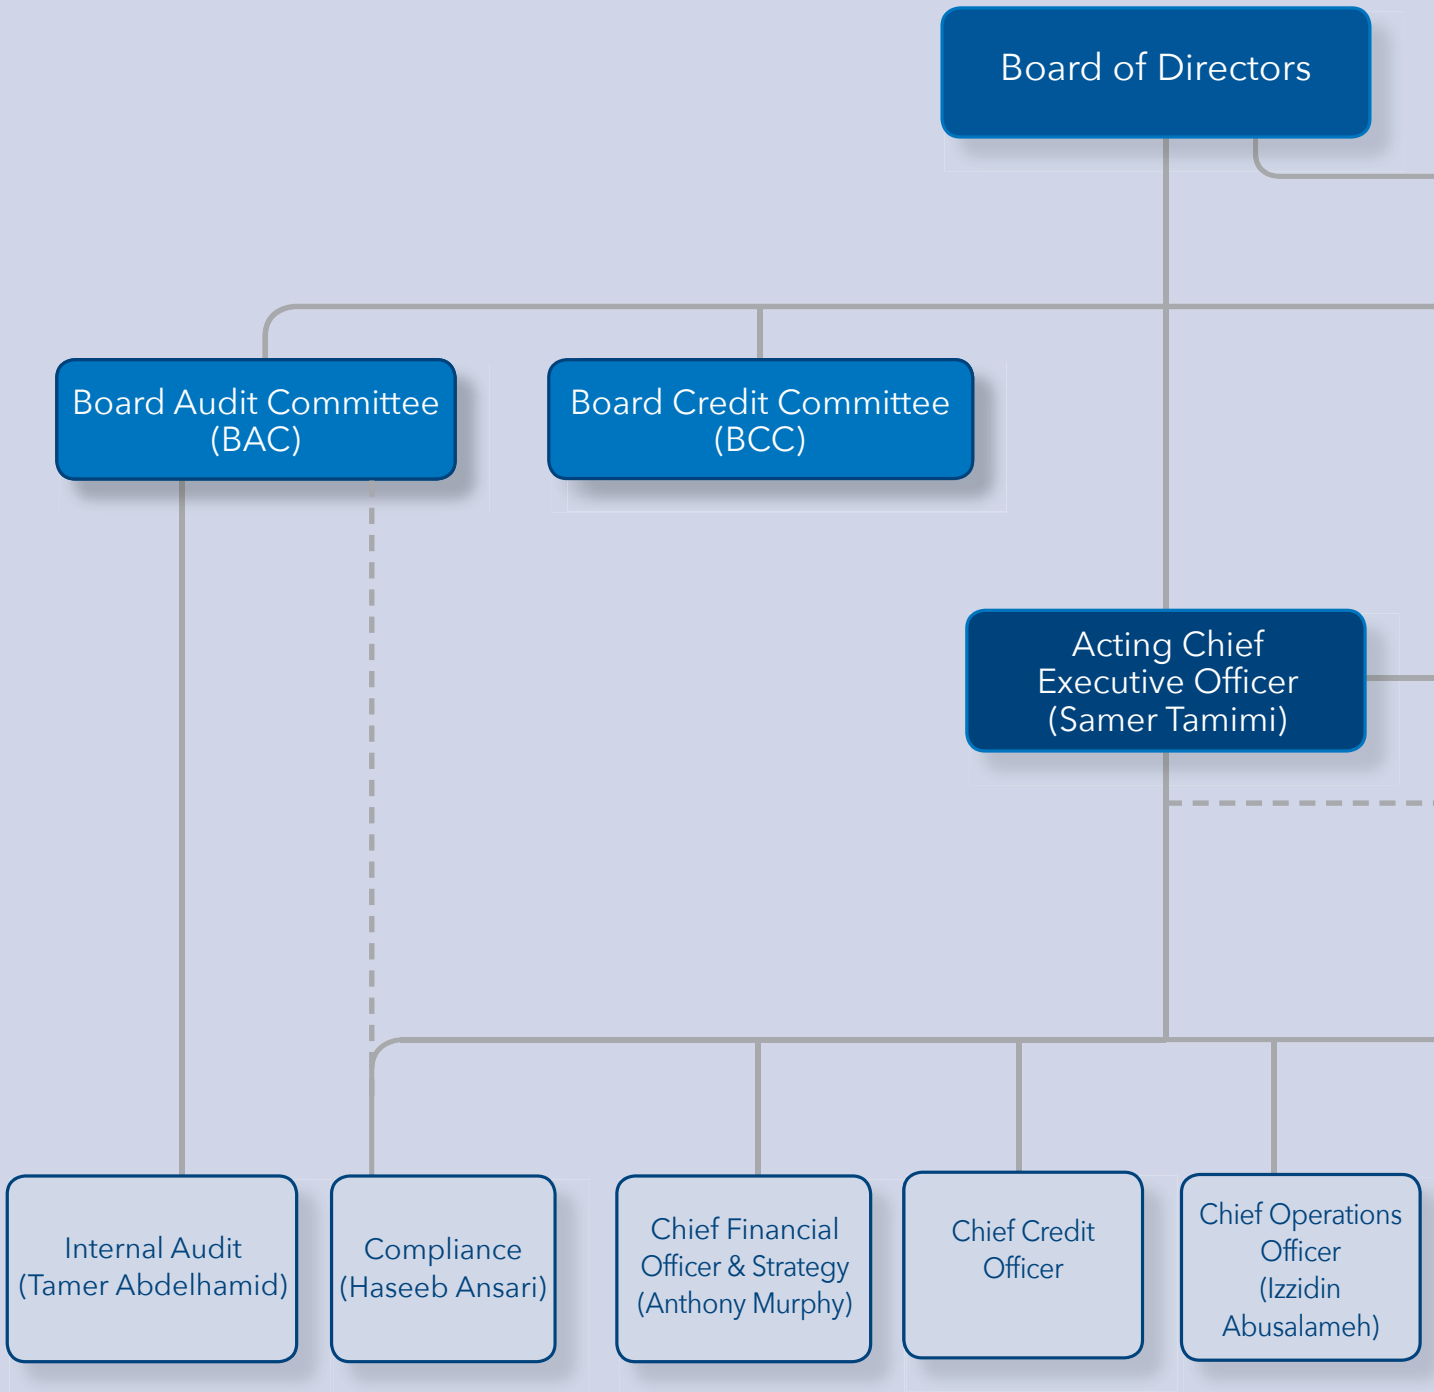 Board of Directors
Board Audit Committee
(BAC)
Board Credit Committee
(BCC)
Acting Chief
Executive Officer
(Samer Tamimi)
Internal Audit
(Tamer Abdelhamid)
Compliance
(Haseeb Ansari)
Chief Financial
Officer & Strategy
(Anthony Murphy)
Chief Credit
Officer
Chief Operations
Officer
(Izzidin
Abusalameh)